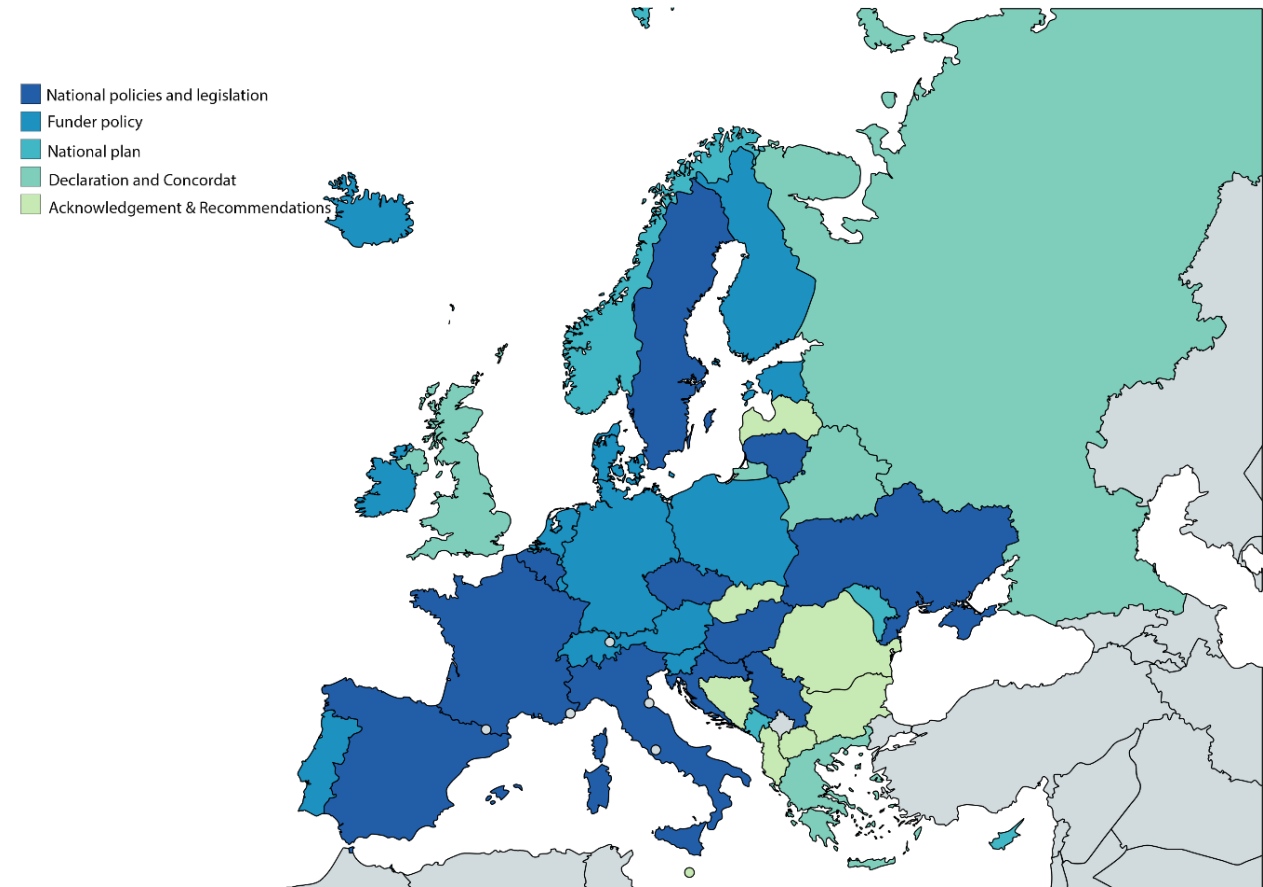 National policies and legislation
Funder policy
National plan
Declaration and Concordat
Acknowledgement & Recommendations